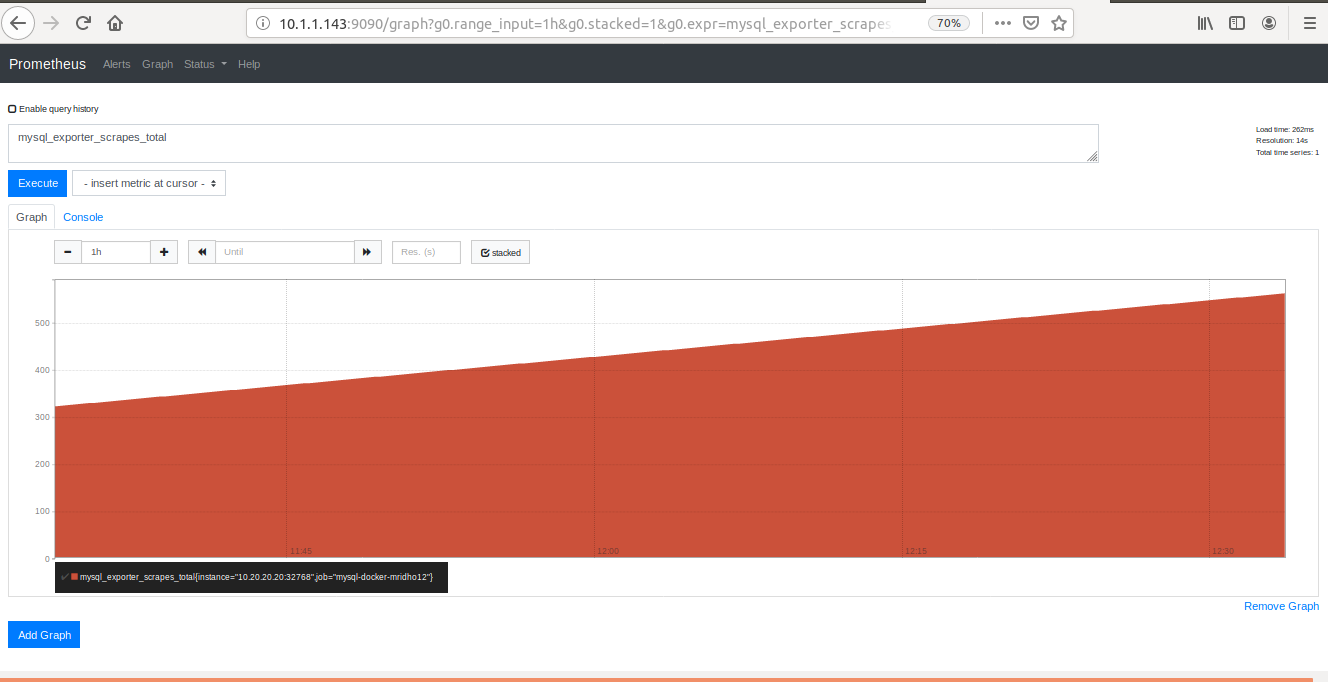 10.1.1.143:9090/graph?g0.range_input=1h&g0.stacked=1&g0.expr=mysql_exporter_scrapes
70%
Prometheus Alerts Graph Status Help
Enable query history
mysql_exporter_scrapes_total
Load time: 262ms
Resolution: 14s
Total time series: 1
Execute - insert metric at cursor -
Graph Console
1h Until Res. (s) stacked
500
400
300
200
100
0
11:45 12:00 12:15 12:30
mysql_exporter_scrapes_total{instance="10.20.20.20:32768",job="mysql-docker-mridho12"}
Remove Graph
Add Graph